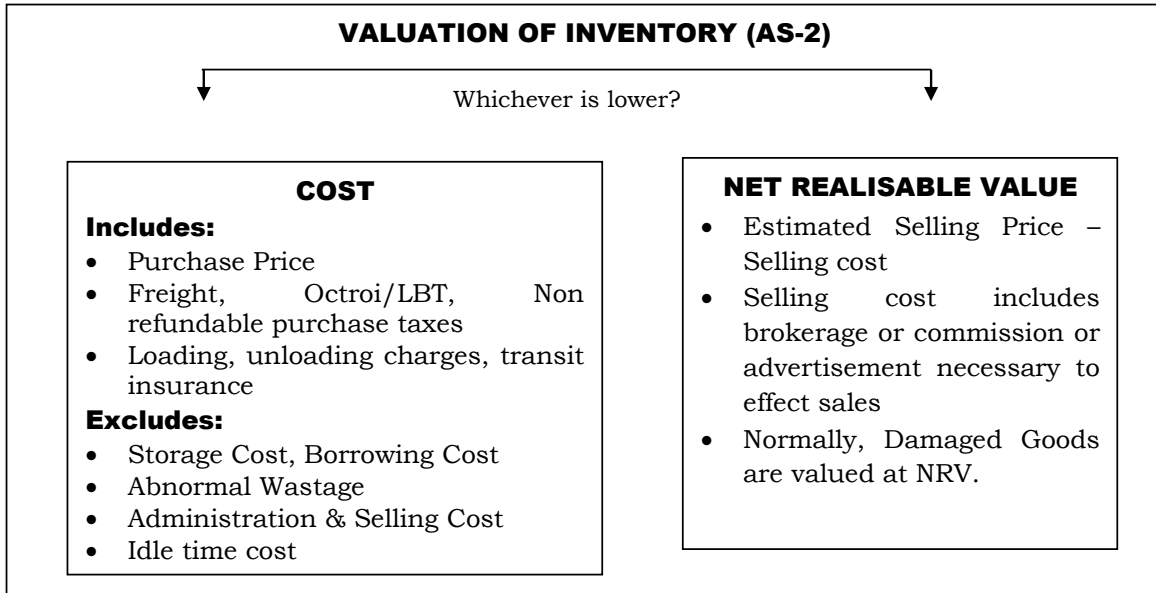 VALUATION OF INVENTORY (AS-2)
Whichever is lower?
COST
Includes:
• Purchase Price
• Freight, Octroi/LBT, Non
refundable purchase taxes
• Loading, unloading charges, transit
insurance
Excludes:
• Storage Cost, Borrowing Cost
• Abnormal Wastage
• Administration & Selling Cost
• Idle time cost
NET REALISABLE VALUE
• Estimated Selling Price –
Selling cost
• Selling cost includes
brokerage or commission or
advertisement necessary to
effect sales
• Normally, Damaged Goods
are valued at NRV.